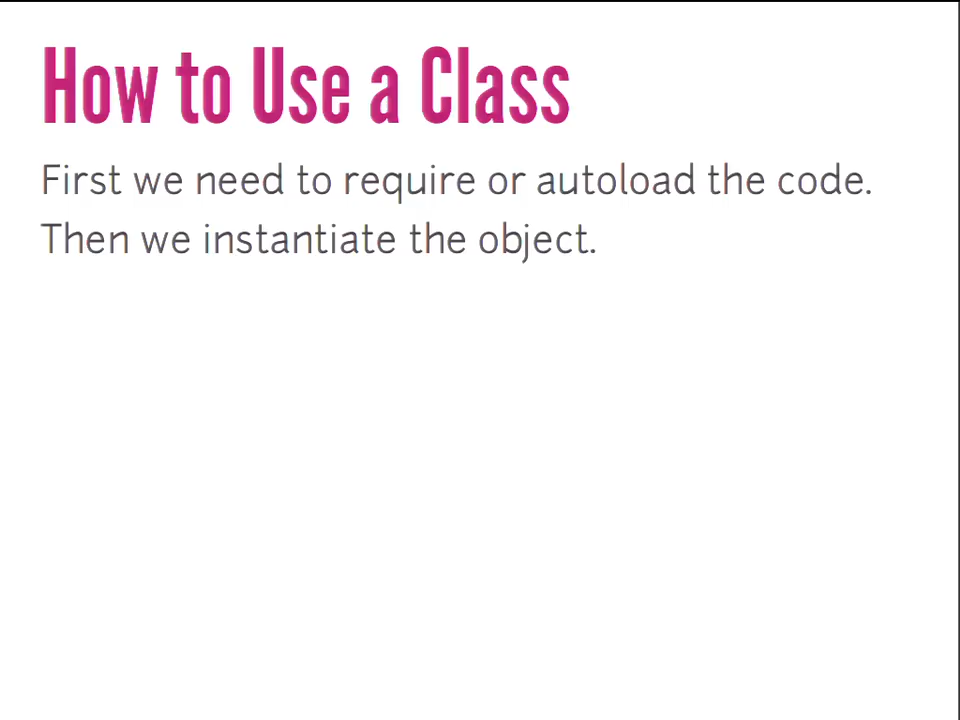 How to Use a Class
First we need to require or autoload the code.
Then we instantiate the object.